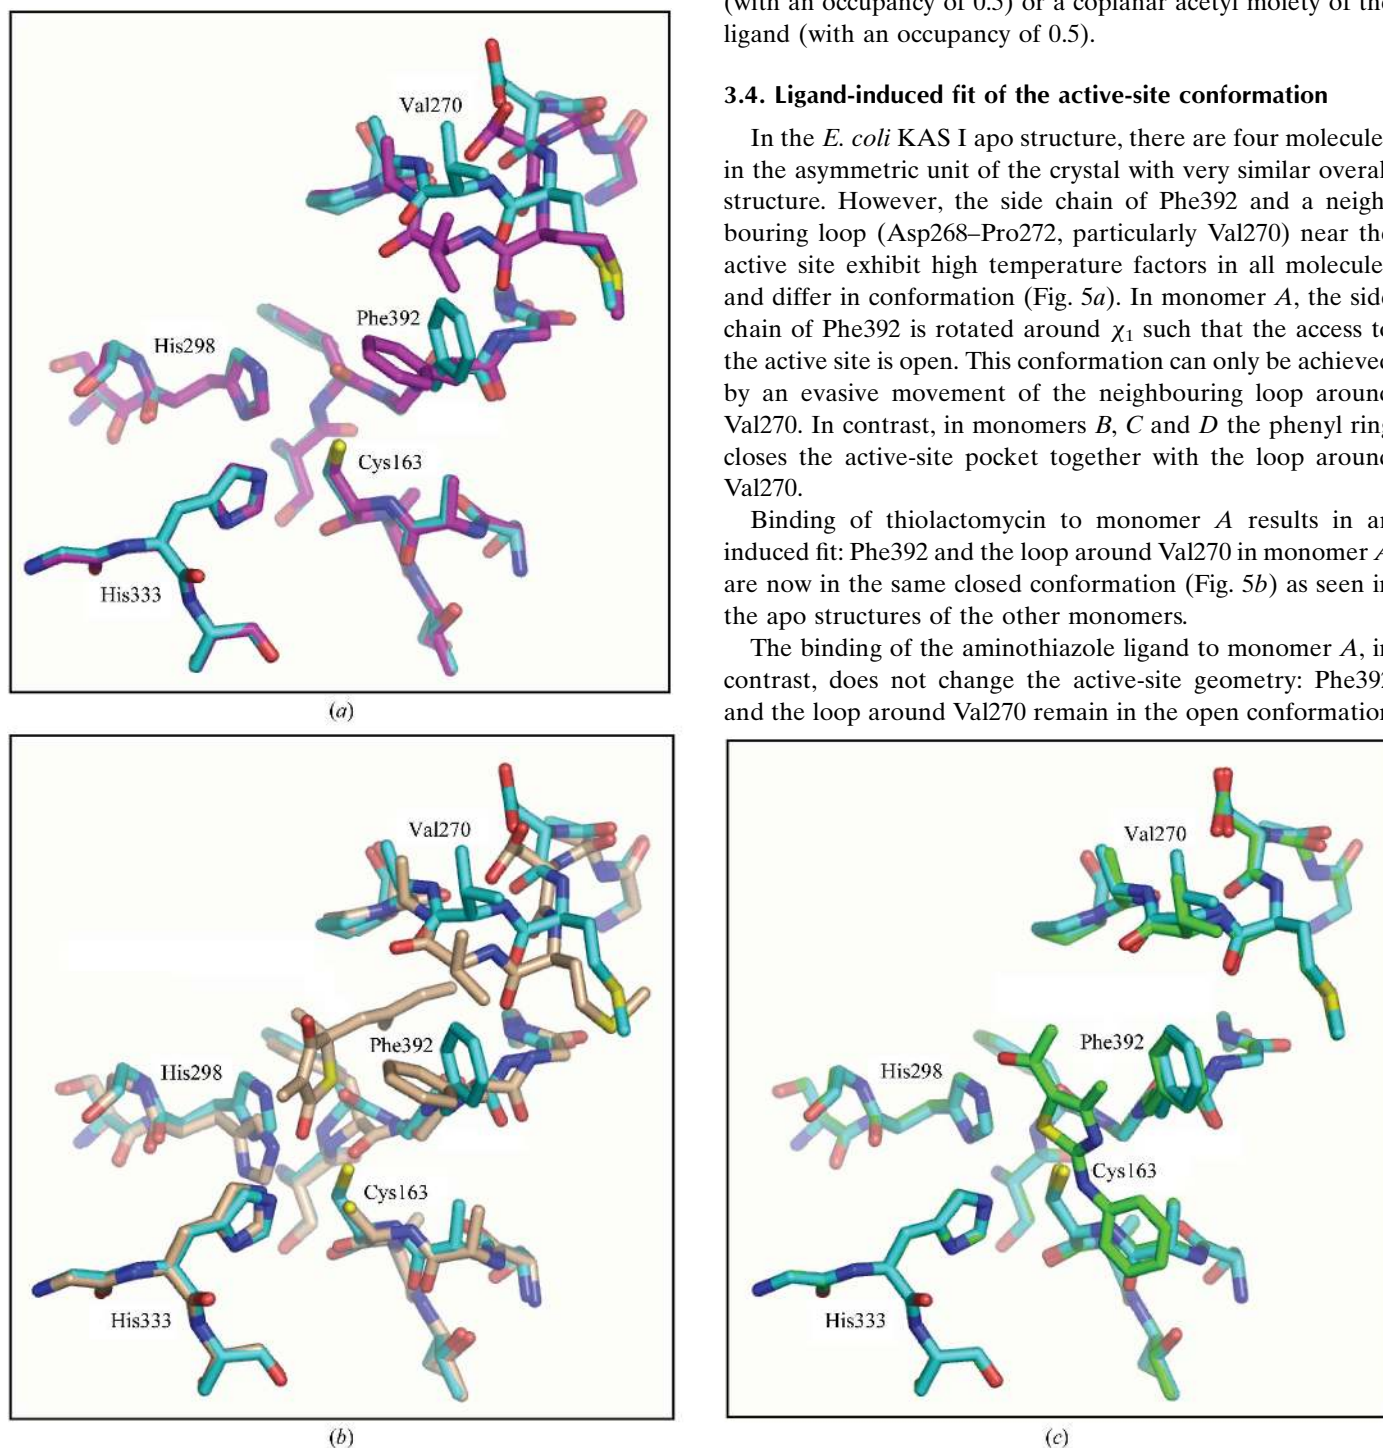 (with an occupancy of 0.5) or a coplanar acetyl moiety of the
ligand (with an occupancy of 0.5).
3.4. Ligand-induced fit of the active-site conformation
In the E. coli KAS I apo structure, there are four molecule
in the asymmetric unit of the crystal with very similar overal
structure. However, the side chain of Phe392 and a neigh
bouring loop (Asp268–Pro272, particularly Val270) near the
active site exhibit high temperature factors in all molecule
and differ in conformation (Fig. 5a). In monomer A, the side
chain of Phe392 is rotated around χ1 such that the access to
the active site is open. This conformation can only be achieved
by an evasive movement of the neighbouring loop around
Val270. In contrast, in monomers B, C and D the phenyl ring
closes the active-site pocket together with the loop around
Val270.
Binding of thiolactomycin to monomer A results in an
induced fit: Phe392 and the loop around Val270 in monomer A
are now in the same closed conformation (Fig. 5b) as seen in
the apo structures of the other monomers.
The binding of the aminothiazole ligand to monomer A, in
contrast, does not change the active-site geometry: Phe392
and the loop around Val270 remain in the open conformation
Val270
Phe392
His298
Cys163
His333
(a)
Val270
Phe392
His298
Cys163
His333
(b)
Val270
Phe392
His298
Cys163
His333
(c)